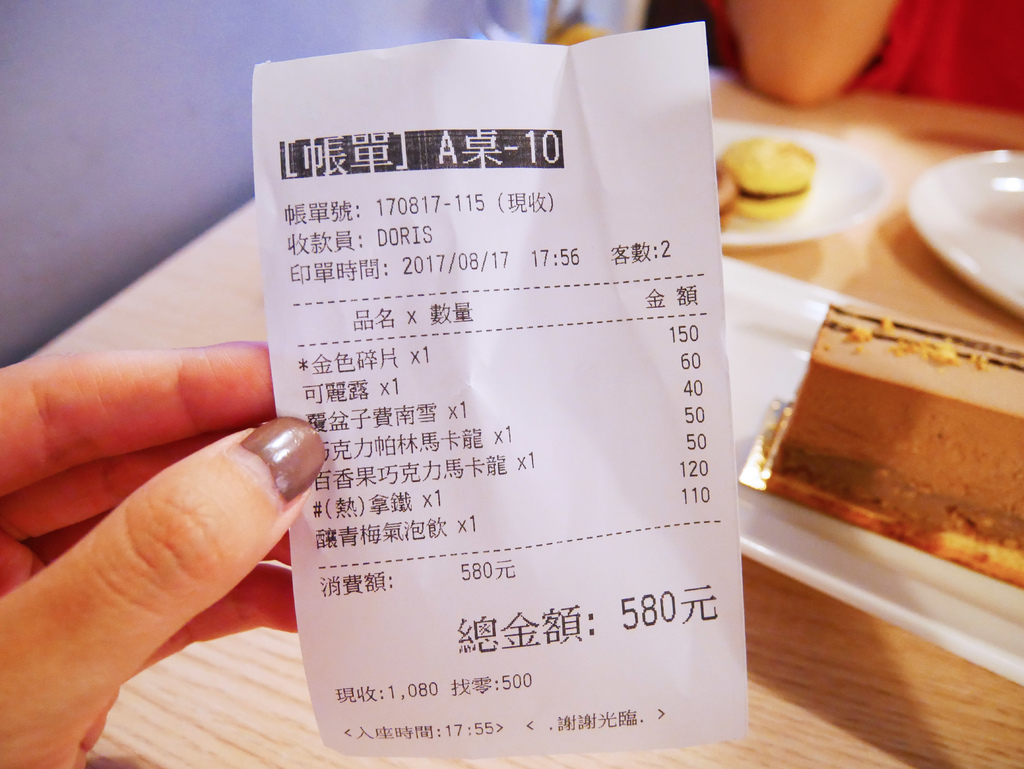 [帳單] A桌-10
帳單號: 170817-115 (現收)
收款員: DORIS
印單時間: 2017/08/17 17:56 客數:2
品名 x 數量 金 額
*金色碎片 x1 150
可麗露 x1 60
覆盆子費南雪 x1 40
巧克力帕林馬卡龍 x1 50
百香果巧克力馬卡龍 x1 50
#(熱)拿鐵 x1 120
釀青梅氣泡飲 x1 110
消費額: 580元
總金額: 580元
現收:1,080 找零:500
<入座時間:17:55> < .謝謝光臨. >